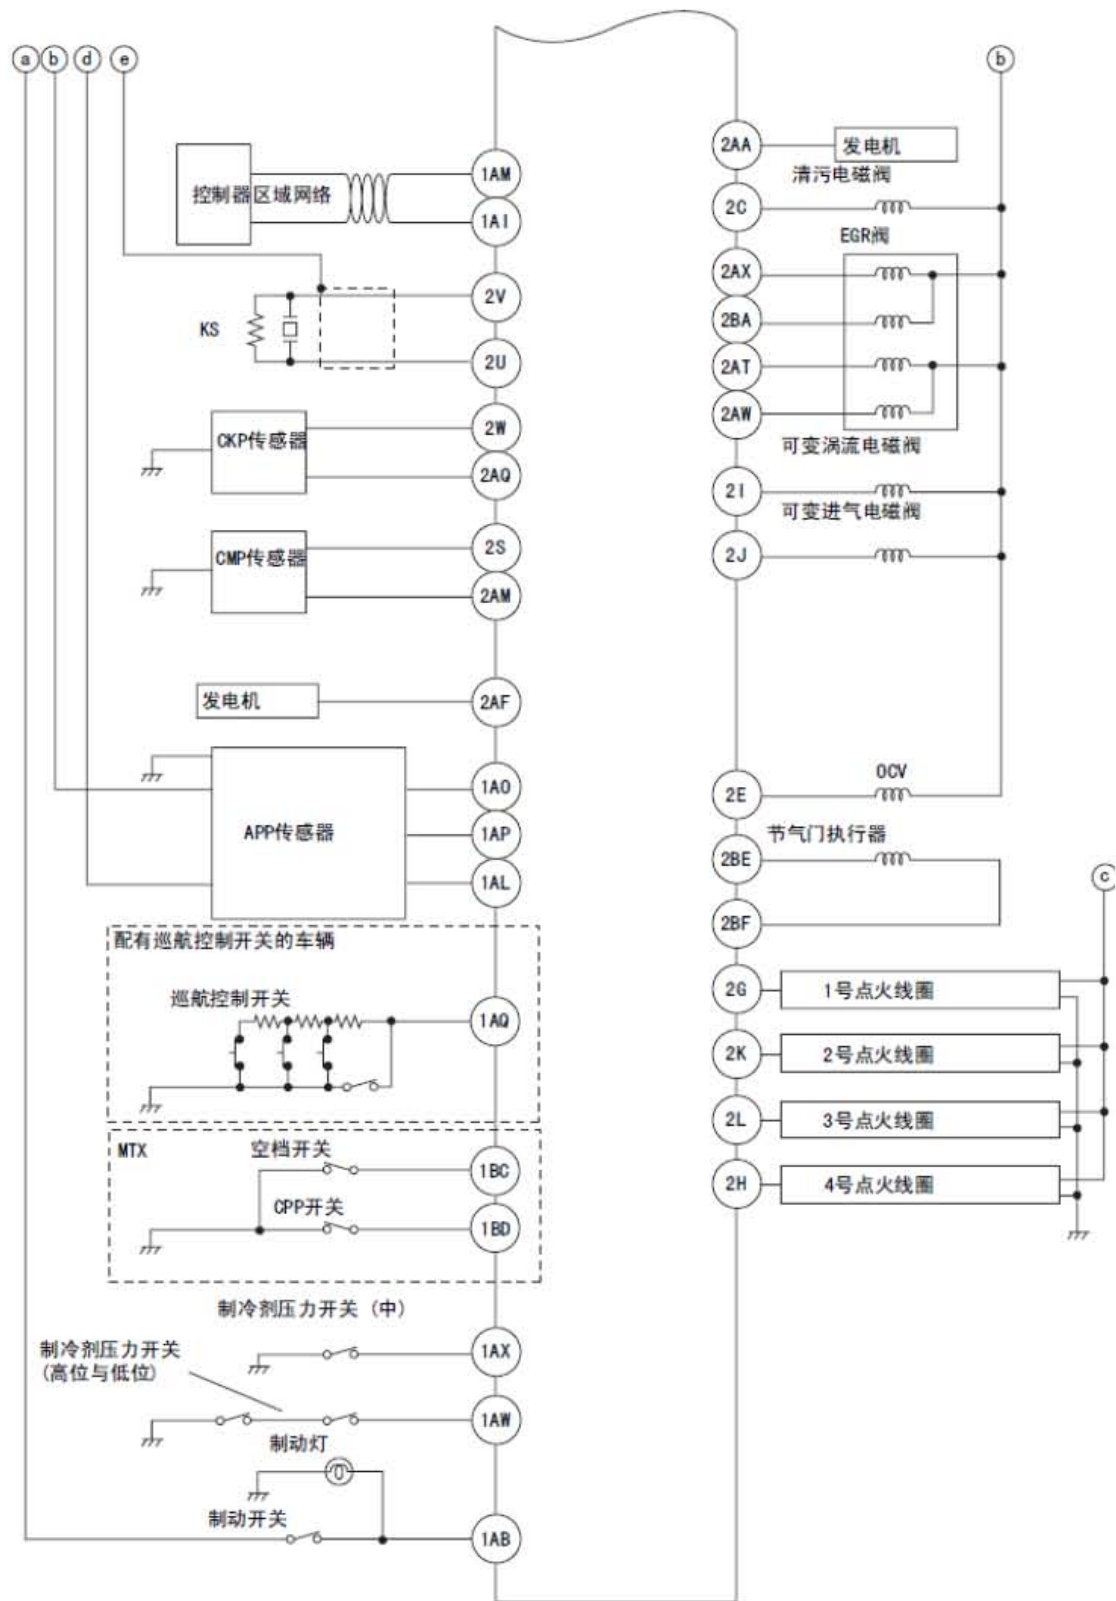 a
b
d
e
b
控制器区域网络
1AM
1AI
2AA
发电机
清污电磁阀
2C
EGR阀
2AX
2BA
2AT
2AW
KS
2V
2U
CKP传感器
2W
2AQ
可变涡流电磁阀
2I
可变进气电磁阀
2J
CMP传感器
2S
2AM
发电机
2AF
APP传感器
1AO
1AP
1AL
OCV
2E
节气门执行器
2BE
2BF
c
配有巡航控制开关的车辆
巡航控制开关
1AQ
2G
1号点火线圈
2K
2号点火线圈
2L
3号点火线圈
2H
4号点火线圈
MTX
空档开关
1BC
CPP开关
1BD
制冷剂压力开关 (中)
1AX
制冷剂压力开关
(高位与低位)
1AW
制动灯
制动开关
1AB